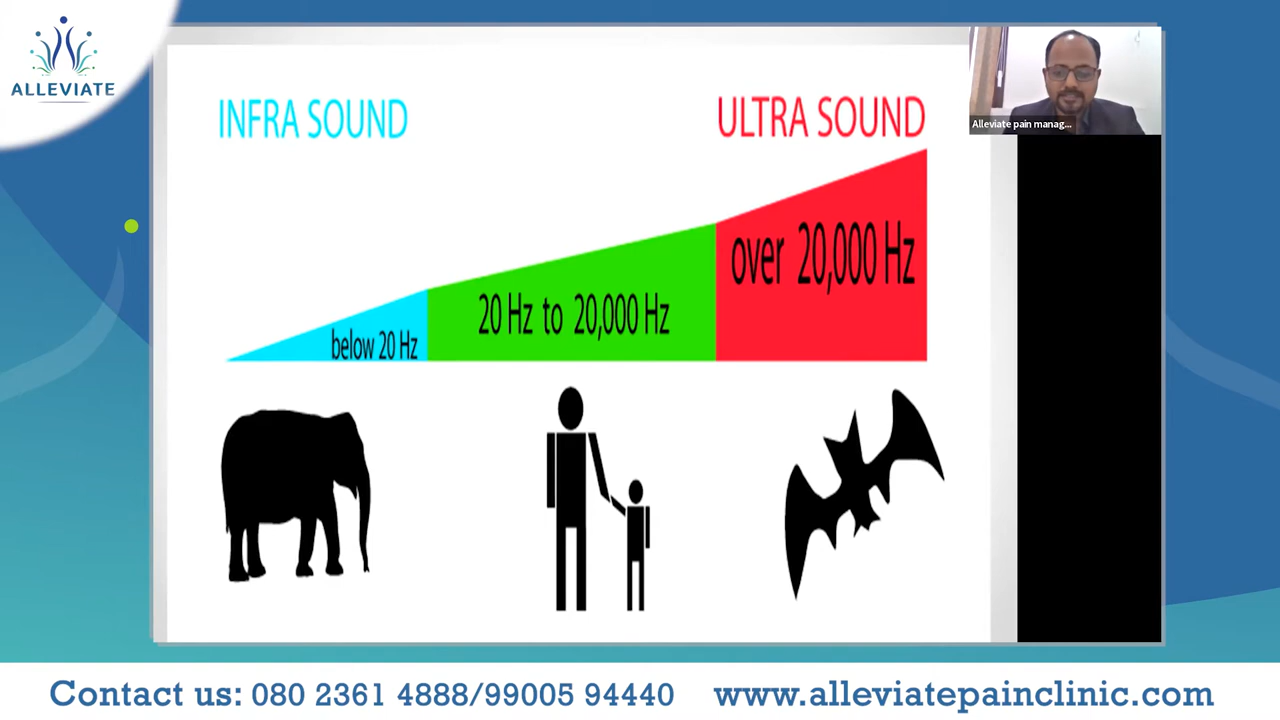 ALLEVIATE
INFRA SOUND
ULTRA SOUND
Alleviate pain manag...
below 20 Hz
20 Hz to 20,000 Hz
over 20,000 Hz
Contact us: 080 2361 4888/99005 94440
www.alleviatepainclinic.com